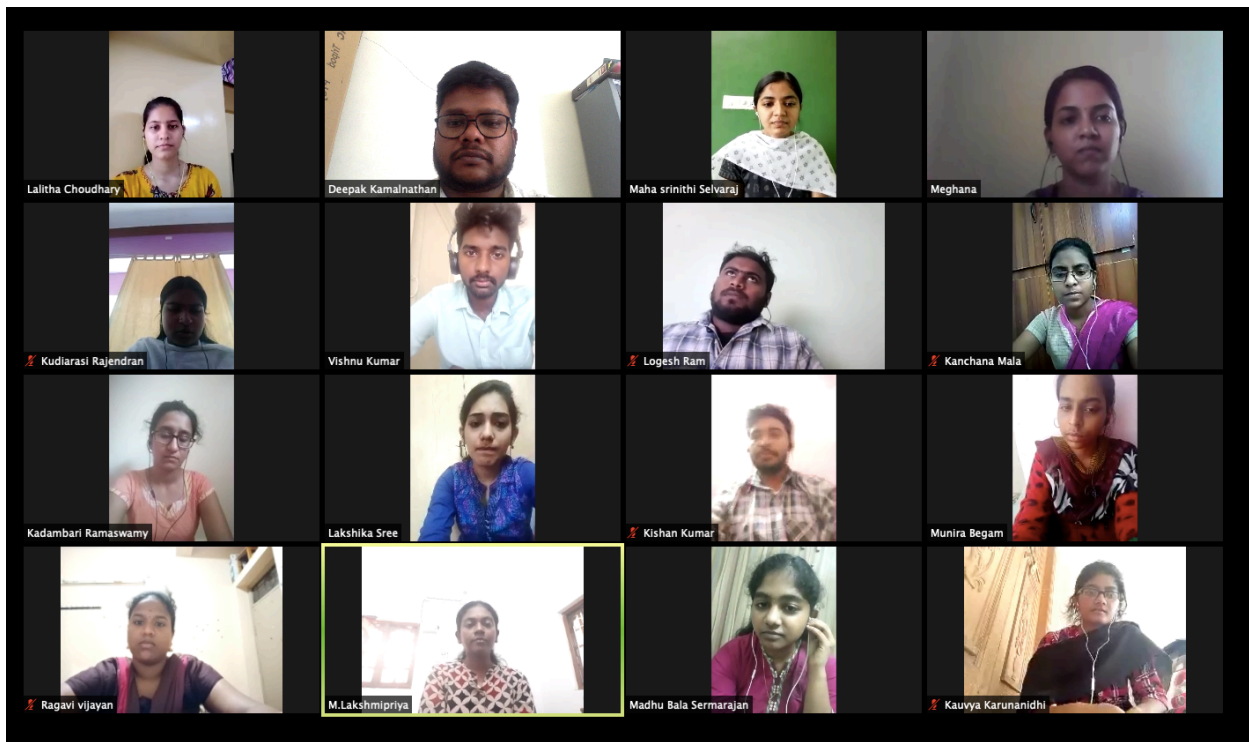 Lalitha Choudhary
Deepak Kamalnathan
Maha srinithi Selvaraj
Meghana
Kudiarasi Rajendran
Vishnu Kumar
Logesh Ram
Kanchana Mala
Kadambari Ramaswamy
Lakshika Sree
Kishan Kumar
Munira Begam
Ragavi vijayan
M.Lakshmipriya
Madhu Bala Sermarajan
Kauvya Karunanidhi